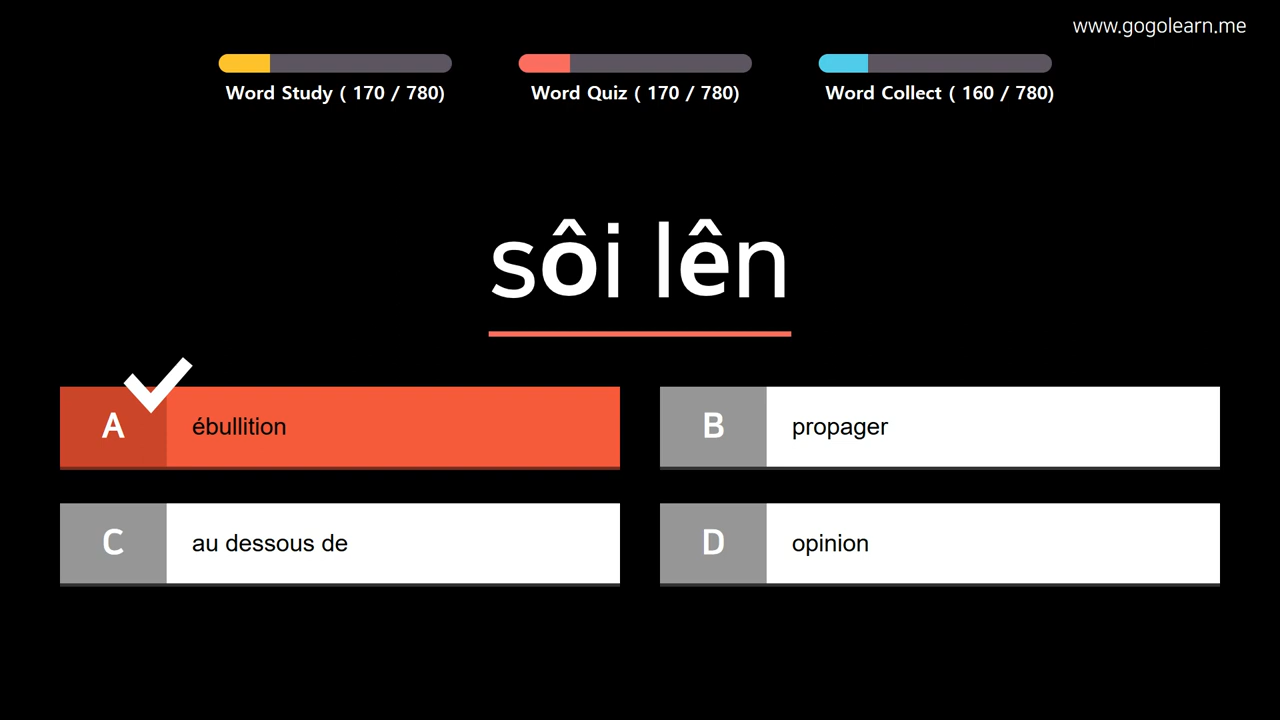 www.gogolearn.me
Word Study ( 170 / 780)
Word Quiz ( 170 / 780)
Word Collect ( 160 / 780)
sôi lên
A
ébullition
B
propager
C
au dessous de
D
opinion